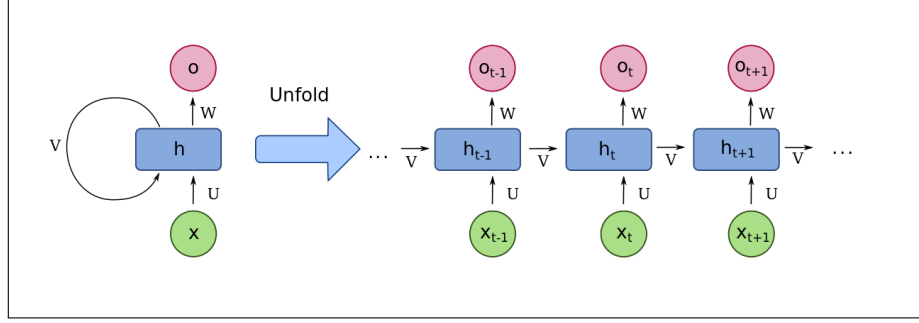 o
W
V
h
U
x
Unfold
...
V
o_{t-1}
W
h_{t-1}
V
U
x_{t-1}
o_t
W
h_t
V
U
x_t
o_{t+1}
W
h_{t+1}
V
...
U
x_{t+1}